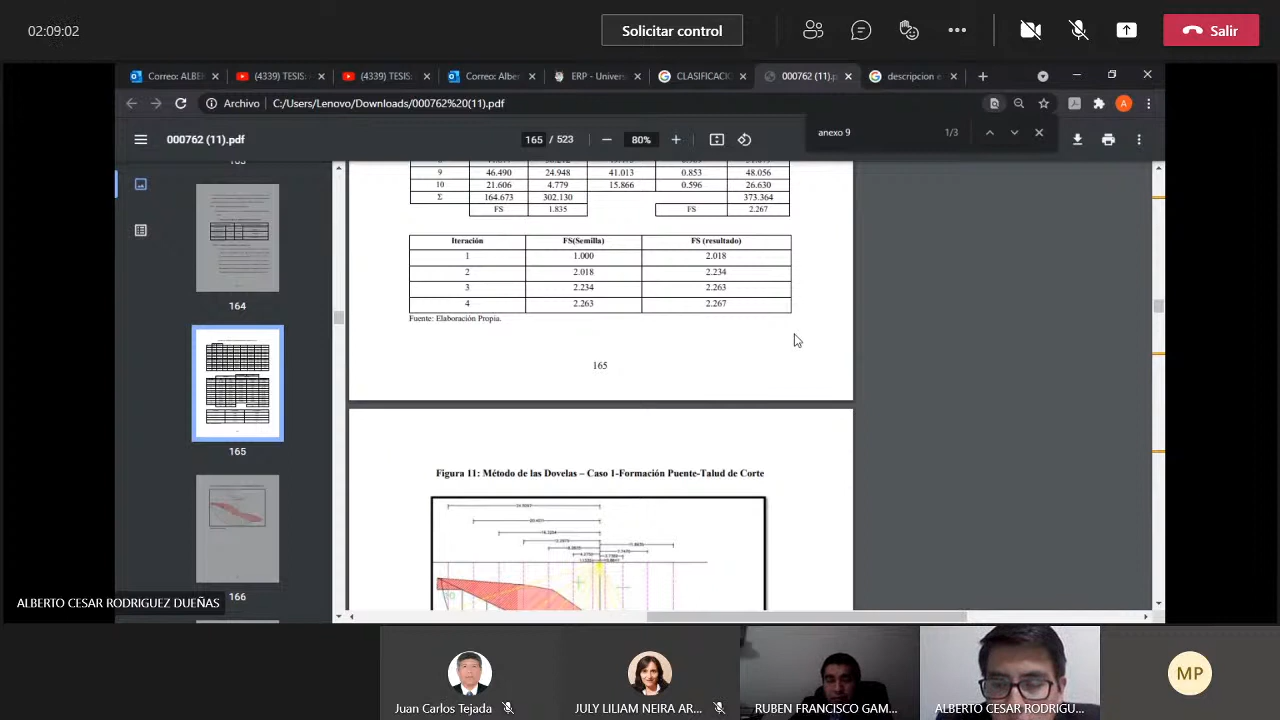 02:09:02
Solicitar control
Salir
Correo: ALBE
(4339) TESIS:
(4339) TESIS:
Correo: Alber
ERP - Univers
CLASIFICACIO
000762 (11).p
descripcion e
Archivo
C:/Users/Lenovo/Downloads/000762%20(11).pdf
A
000762 (11).pdf
165 / 523
80%
anexo 9
1/3
9 46.490 24.948 41.013 0.853 48.056
10 21.606 4.779 15.866 0.596 26.630
Σ 164.673 302.130 373.364
FS 1.835 FS 2.267
Iteración FS(Semilla) FS (resultado)
1 1.000 2.018
2 2.018 2.234
3 2.234 2.263
4 2.263 2.267
Fuente: Elaboración Propia.
165
Figura 11: Método de las Dovelas – Caso 1-Formación Puente-Talud de Corte
164
165
166
ALBERTO CESAR RODRIGUEZ DUEÑAS
Juan Carlos Tejada
JULY LILIAM NEIRA AR...
RUBEN FRANCISCO GAM...
ALBERTO CESAR RODRIGU...
MP